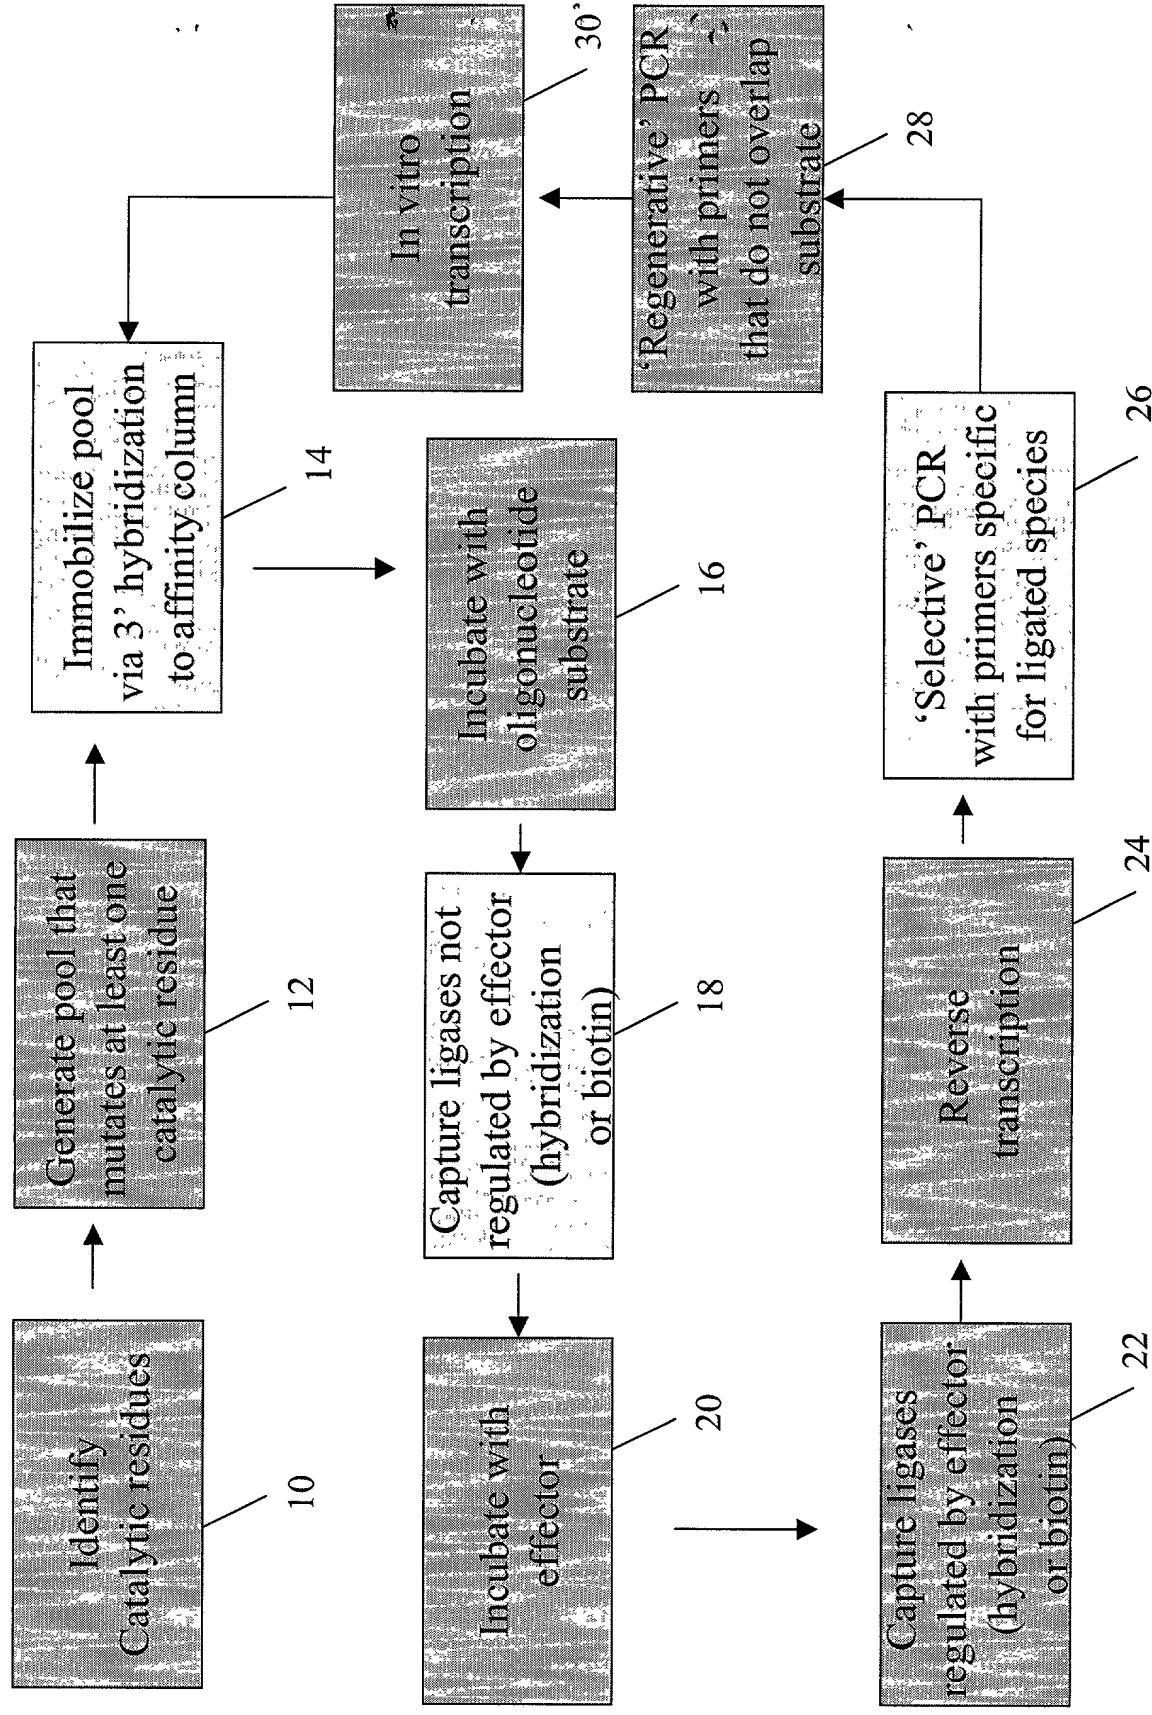 Identify
Catalytic residues
10
Generate pool that
mutates at least one
catalytic residue
12
Immobilize pool
via 3’ hybridization
to affinity column
14
Incubate with
oligonucleotide
substrate
16
Capture ligases not
regulated by effector
(hybridization
or biotin)
18
Incubate with
effector
20
Capture ligases
regulated by effector
(hybridization
or biotin)
22
Reverse
transcription
24
‘Selective’ PCR
with primers specific
for ligated species
26
‘Regenerative’ PCR
with primers
that do not overlap
substrate
28
In vitro
transcription
30